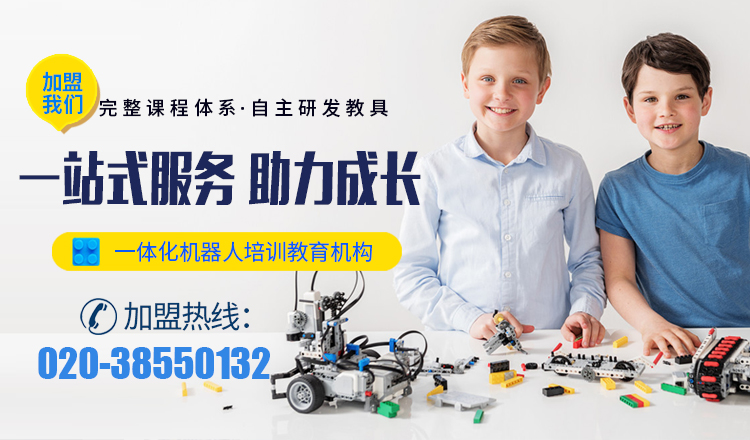 加盟
我们
完整课程体系·自主研发教具
一站式服务 助力成长
一体化机器人培训教育机构
加盟热线：
020-38550132